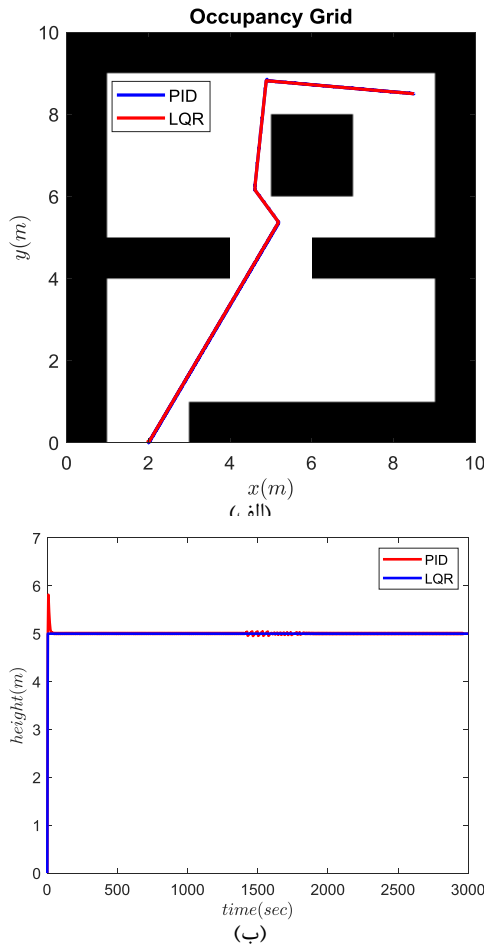 Occupancy Grid
10
8
6
4
2
0
y(m)
PID
LQR
0 2 4 6 8 10
x(m)
7
6
5
4
3
2
1
0
height(m)
PID
LQR
0 500 1000 1500 2000 2500 3000
time(sec)
(ب)